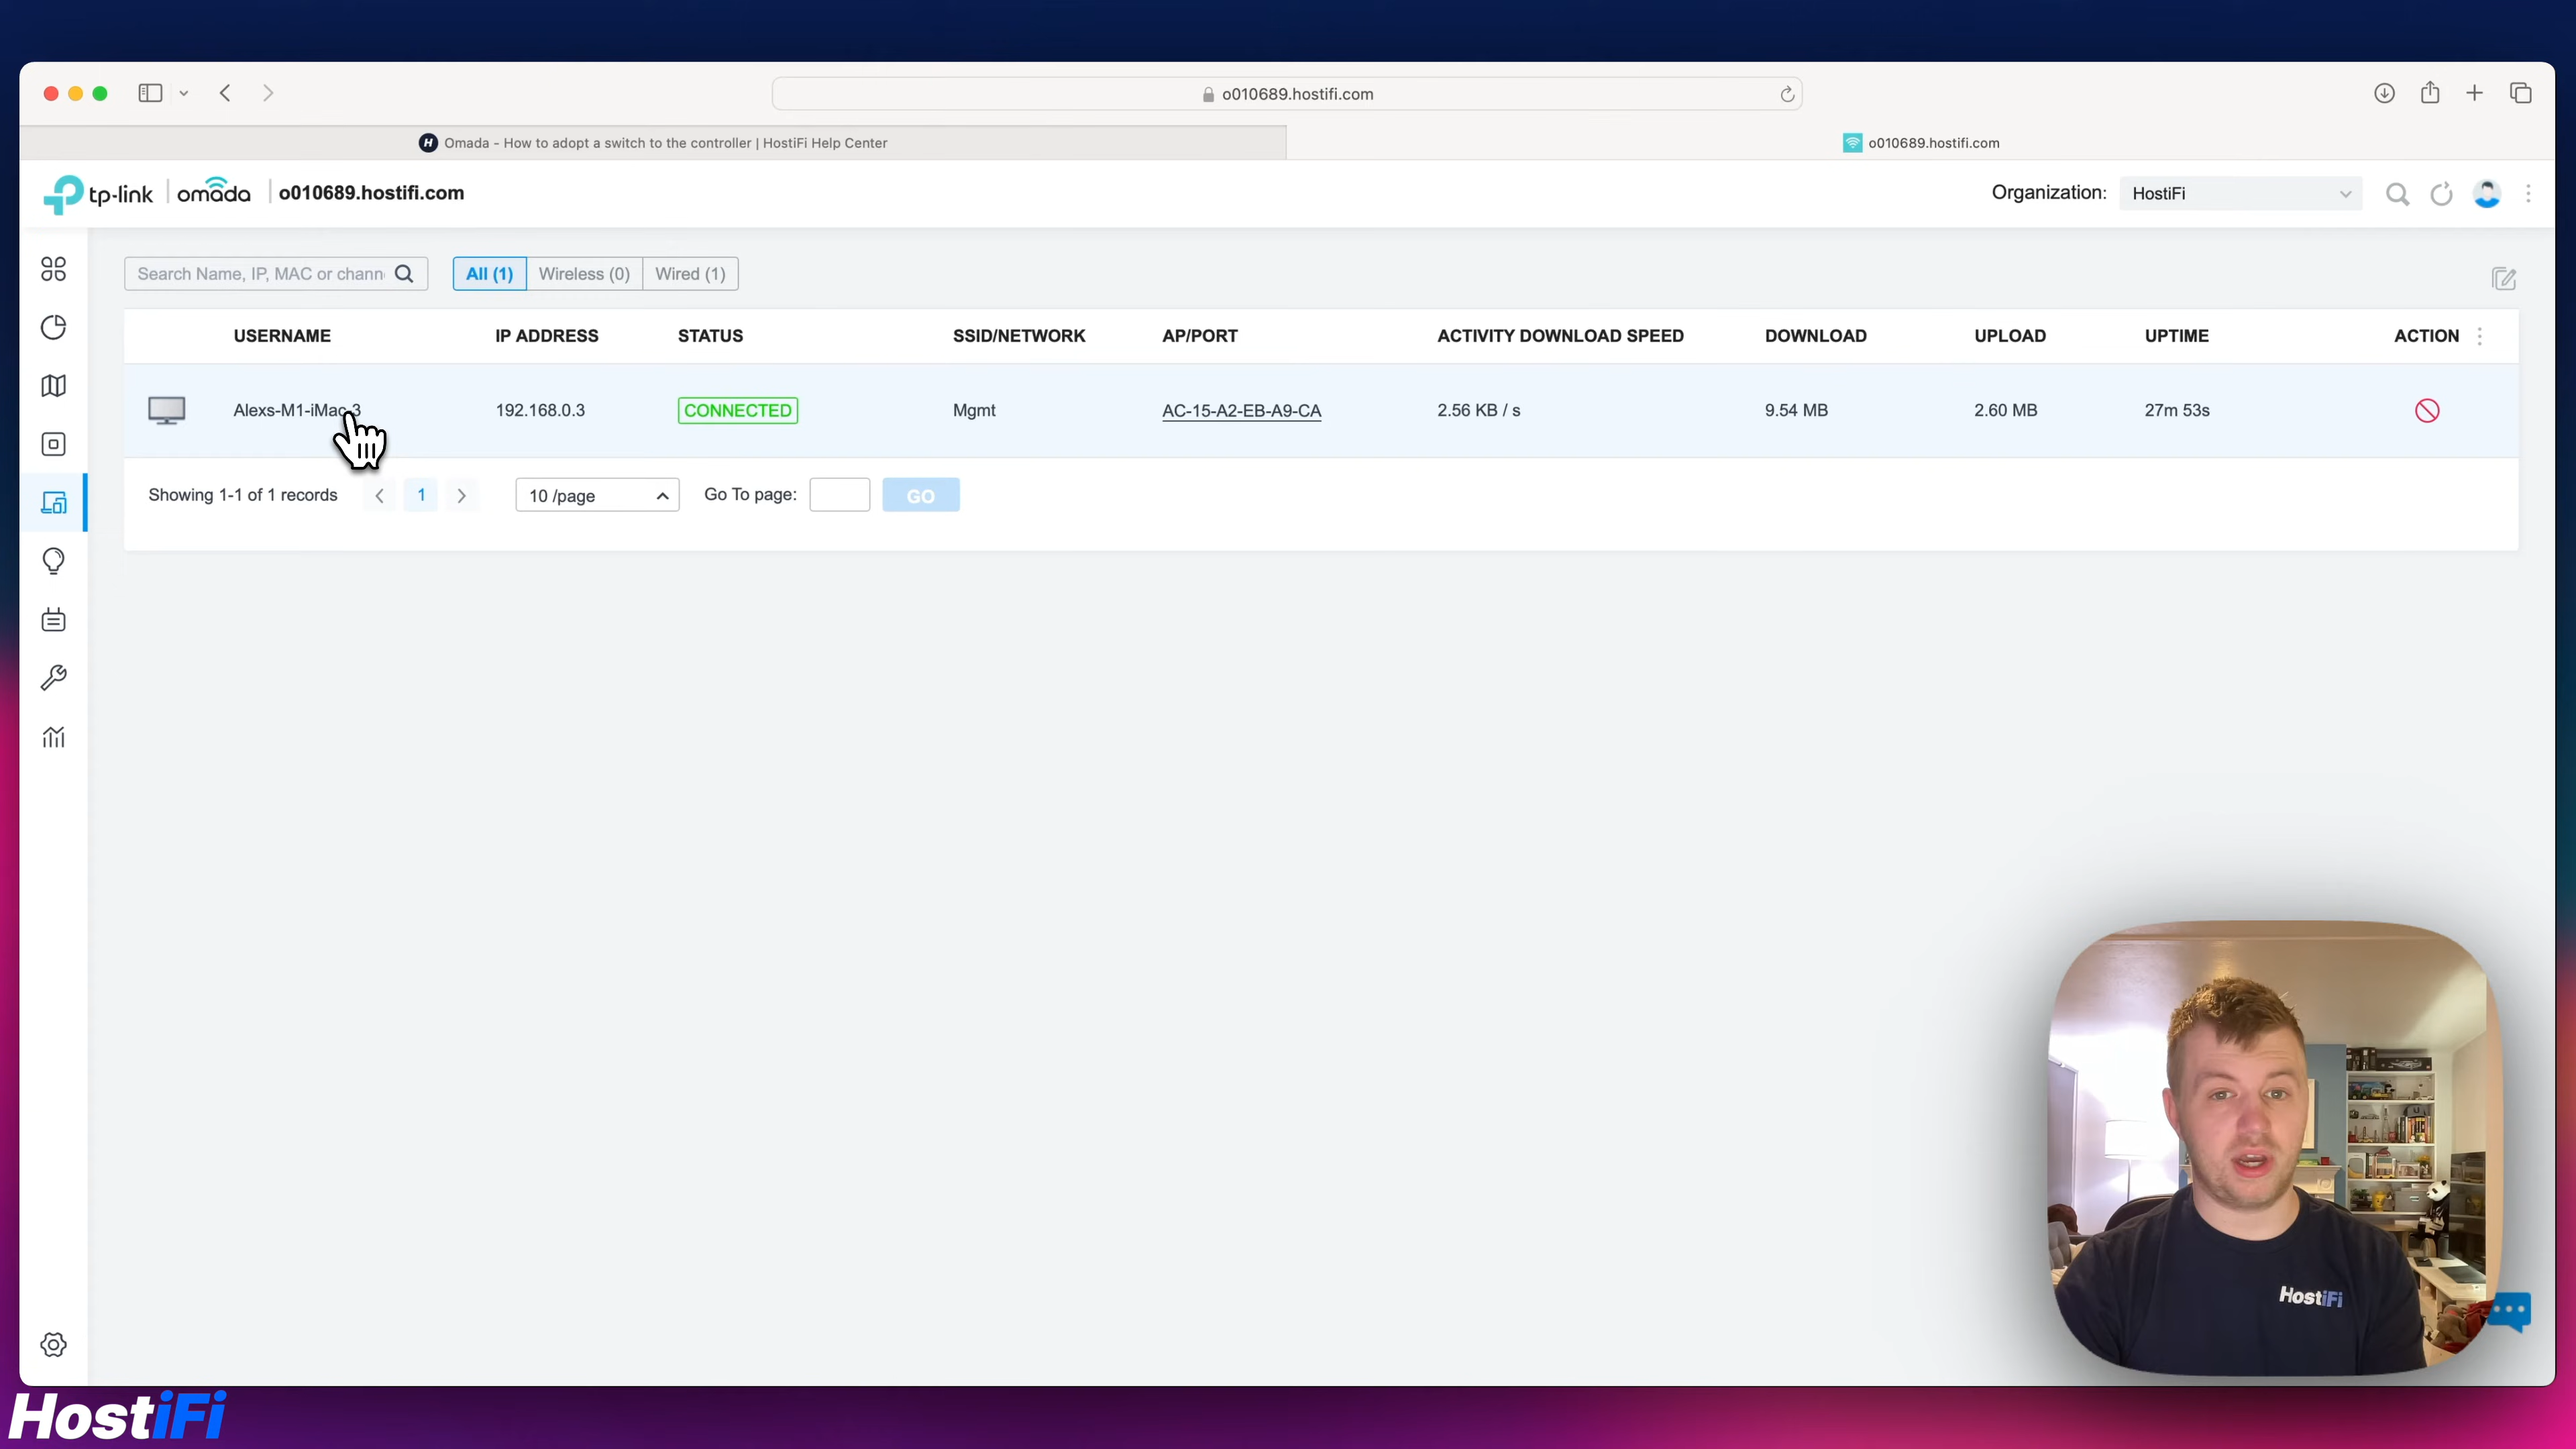 o010689.hostifi.com
H Omada - How to adopt a switch to the controller | HostiFi Help Center
o010689.hostifi.com
tp-link omada o010689.hostifi.com
Organization: HostiFi
Search Name, IP, MAC or chann All (1) Wireless (0) Wired (1)
USERNAME IP ADDRESS STATUS SSID/NETWORK AP/PORT ACTIVITY DOWNLOAD SPEED DOWNLOAD UPLOAD UPTIME ACTION
Alexs-M1-iMac-3 192.168.0.3 CONNECTED Mgmt AC-15-A2-EB-A9-CA 2.56 KB / s 9.54 MB 2.60 MB 27m 53s
Showing 1-1 of 1 records 1 10 /page Go To page: GO
HostiFi
HostiFi